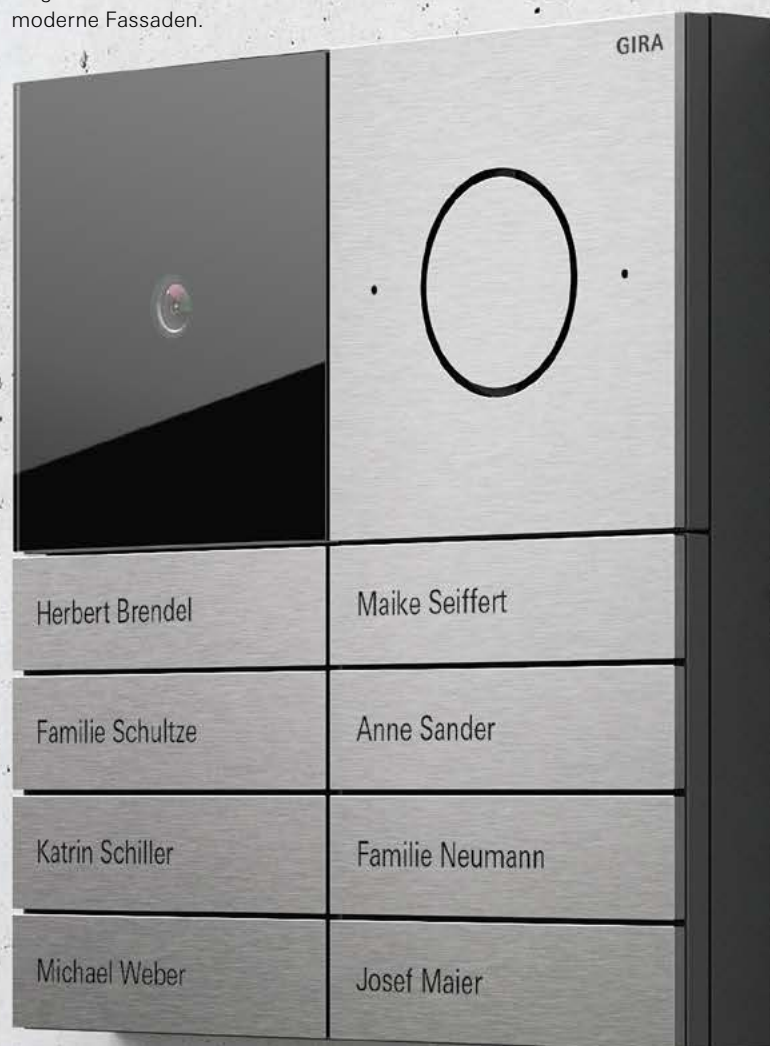 moderne Fassaden.
GIRA
Herbert Brendel
Maike Seiffert
Familie Schultze
Anne Sander
Katrin Schiller
Familie Neumann
Michael Weber
Josef Maier